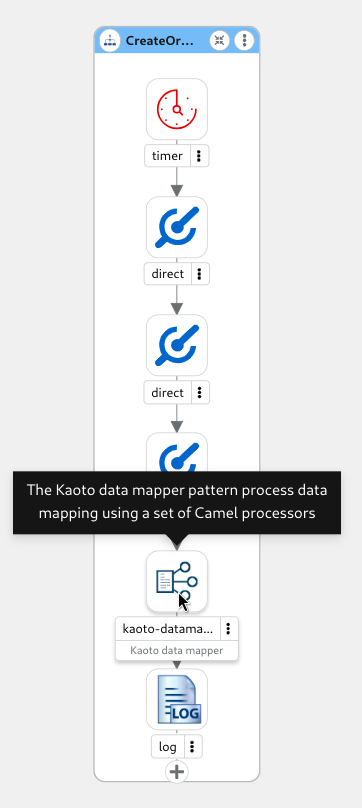 CreateOr...
timer
direct
direct
The Kaoto data mapper pattern process data
mapping using a set of Camel processors
kaoto-datama...
Kaoto data mapper
LOG
log